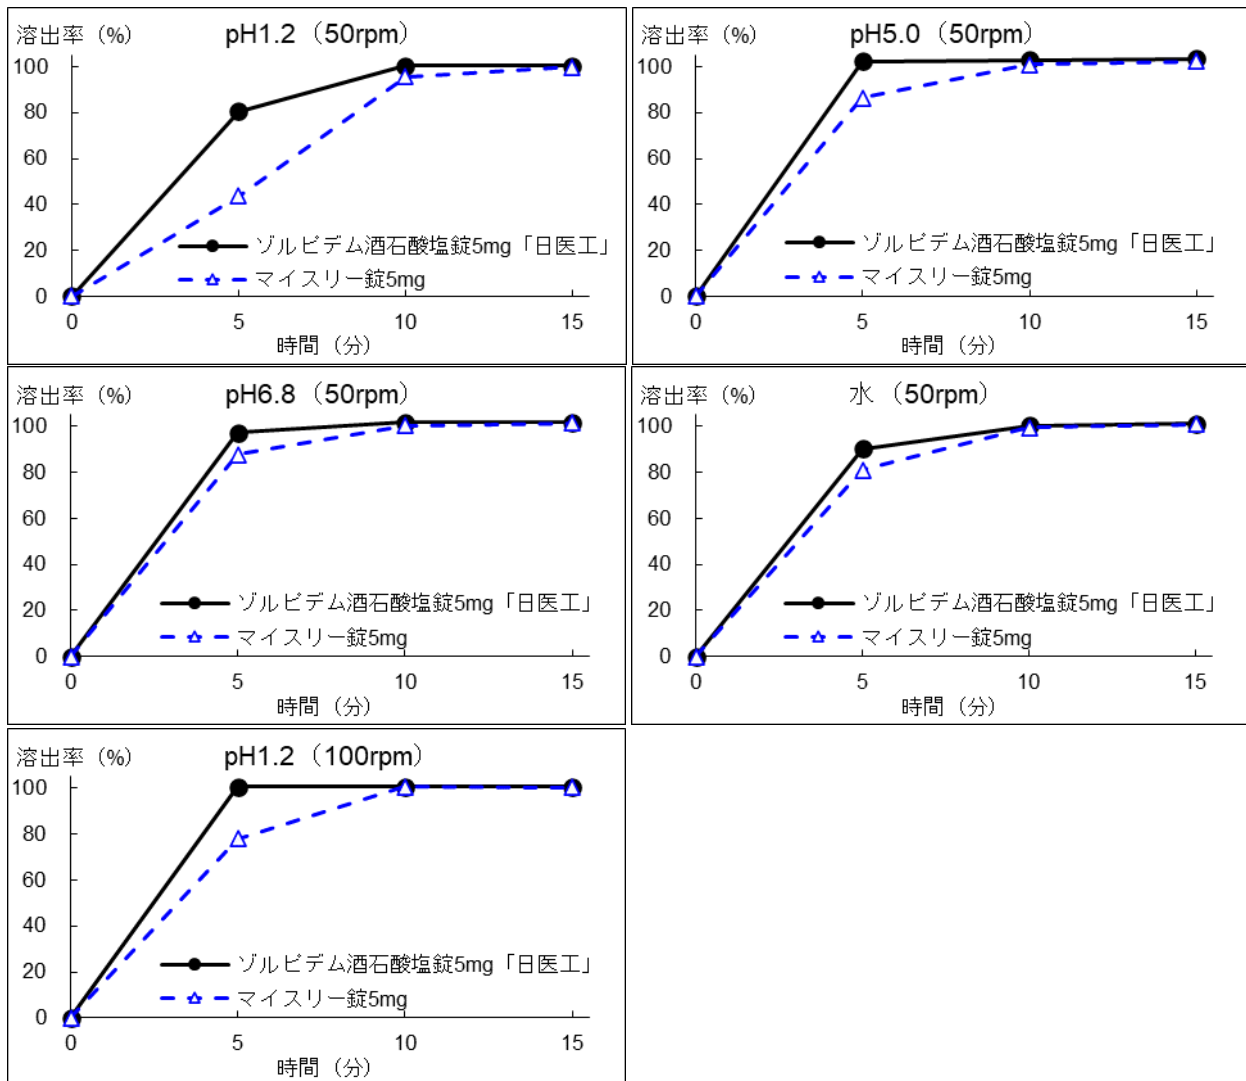 溶出率 (%) pH1.2（50rpm）
100
80
60
40
20
0
ゾルピデム酒石酸塩錠5mg「日医工」
マイスリー錠5mg
0 5 10 15
時間（分）
溶出率 (%) pH5.0（50rpm）
100
80
60
40
20
0
ゾルピデム酒石酸塩錠5mg「日医工」
マイスリー錠5mg
0 5 10 15
時間（分）
溶出率 (%) pH6.8（50rpm）
100
80
60
40
20
0
ゾルピデム酒石酸塩錠5mg「日医工」
マイスリー錠5mg
0 5 10 15
時間（分）
溶出率 (%) 水（50rpm）
100
80
60
40
20
0
ゾルピデム酒石酸塩錠5mg「日医工」
マイスリー錠5mg
0 5 10 15
時間（分）
溶出率 (%) pH1.2（100rpm）
100
80
60
40
20
0
ゾルピデム酒石酸塩錠5mg「日医工」
マイスリー錠5mg
0 5 10 15
時間（分）